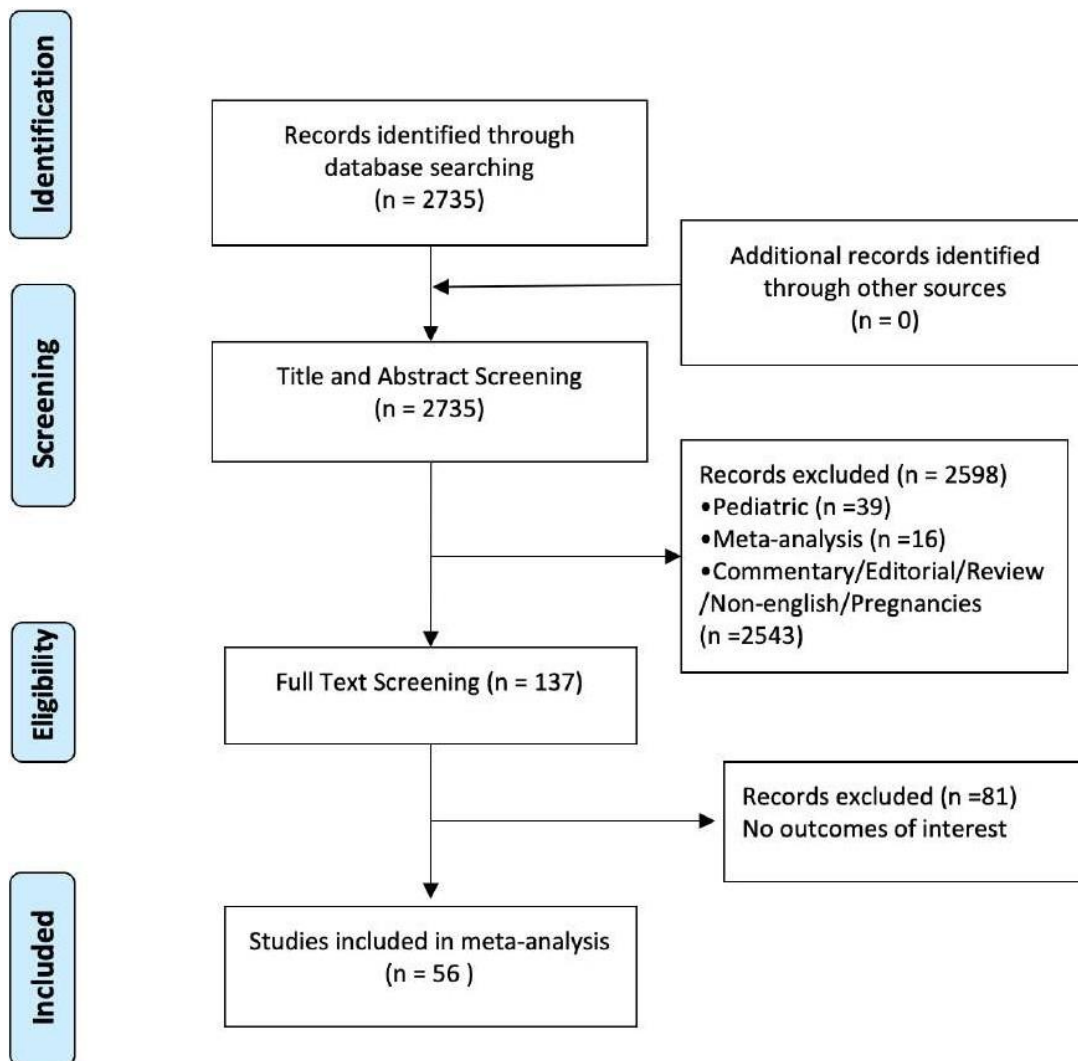 Identification
Records identified through
database searching
(n = 2735)
Additional records identified
through other sources
(n = 0)
Screening
Title and Abstract Screening
(n = 2735)
Records excluded (n = 2598)
•Pediatric (n =39)
•Meta-analysis (n =16)
•Commentary/Editorial/Review
/Non-english/Pregnancies
(n =2543)
Eligibility
Full Text Screening (n = 137)
Records excluded (n =81)
No outcomes of interest
Included
Studies included in meta-analysis
(n = 56 )